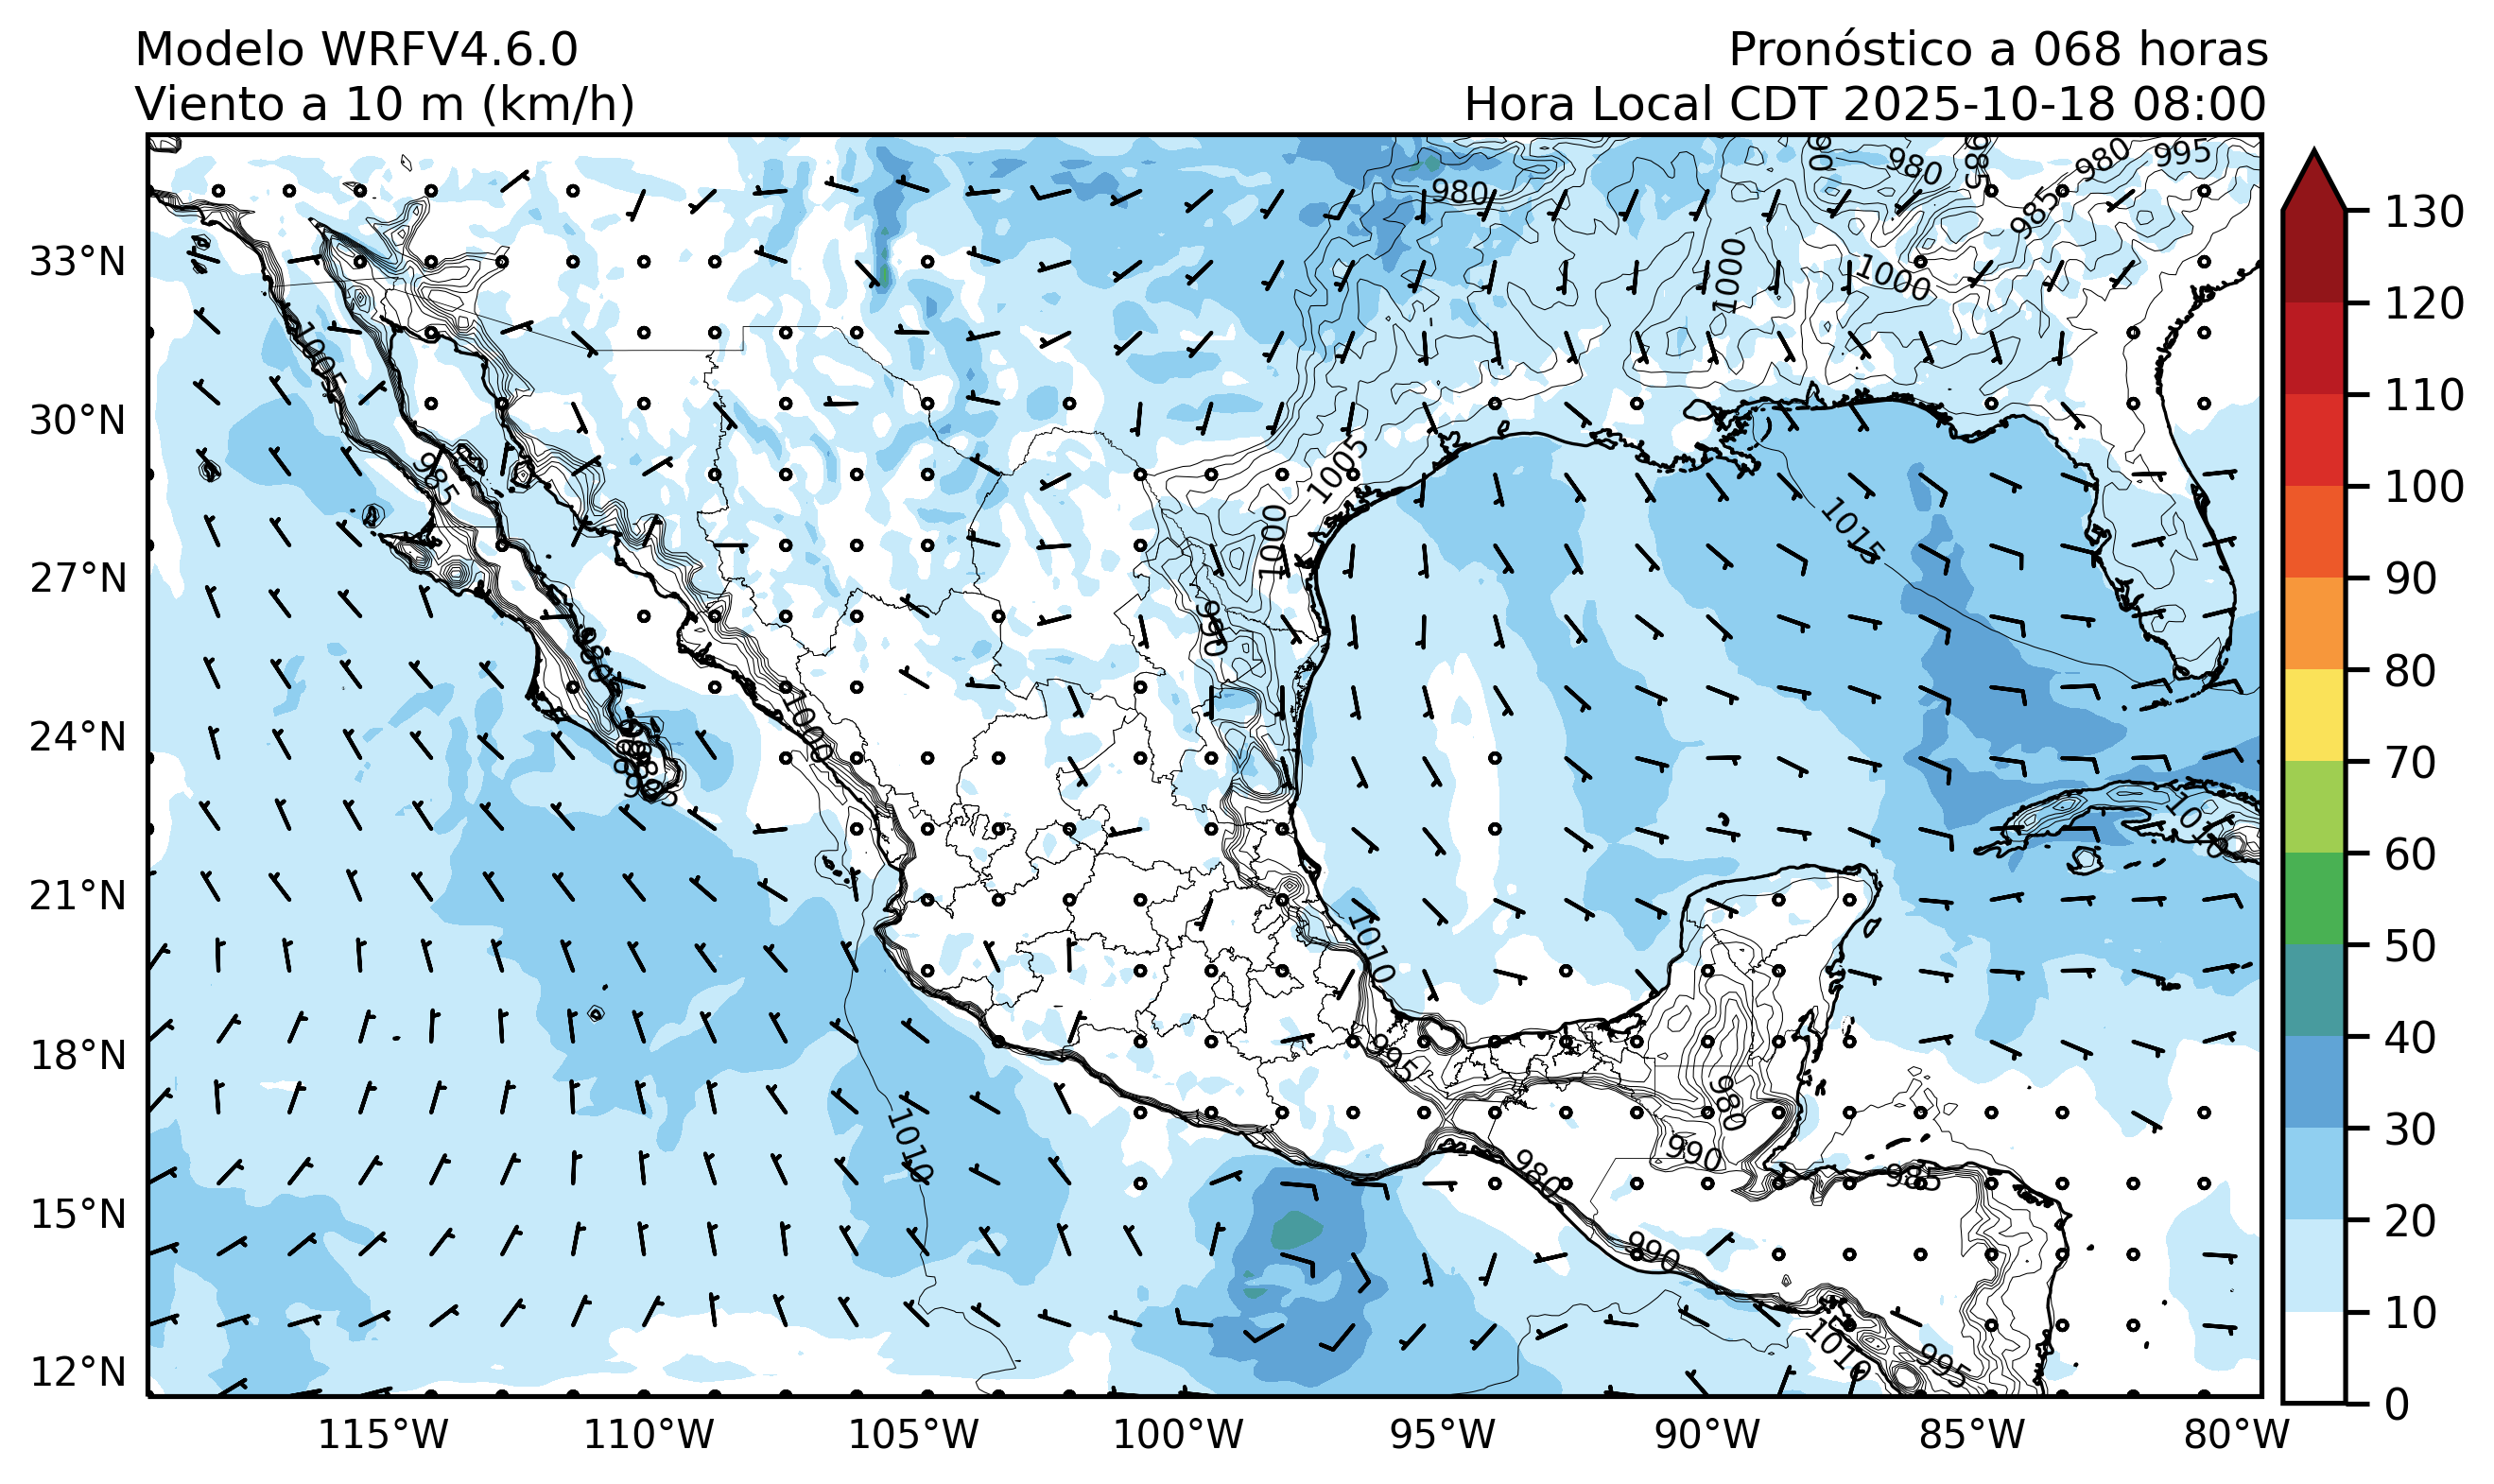 Modelo WRFV4.6.0
Pronóstico a 068 horas
Viento a 10 m (km/h)
Hora Local CDT 2025-10-18 08:00
33°N
30°N
27°N
24°N
21°N
18°N
15°N
12°N
115°W
110°W
105°W
100°W
95°W
90°W
85°W
80°W
130
120
110
100
90
80
70
60
50
40
30
20
10
0
980
980
985
980
995
985
1000
1000
1005
1005
985
1000
1015
990
1000
1010
1010
995
980
990
980
985
990
1010
995